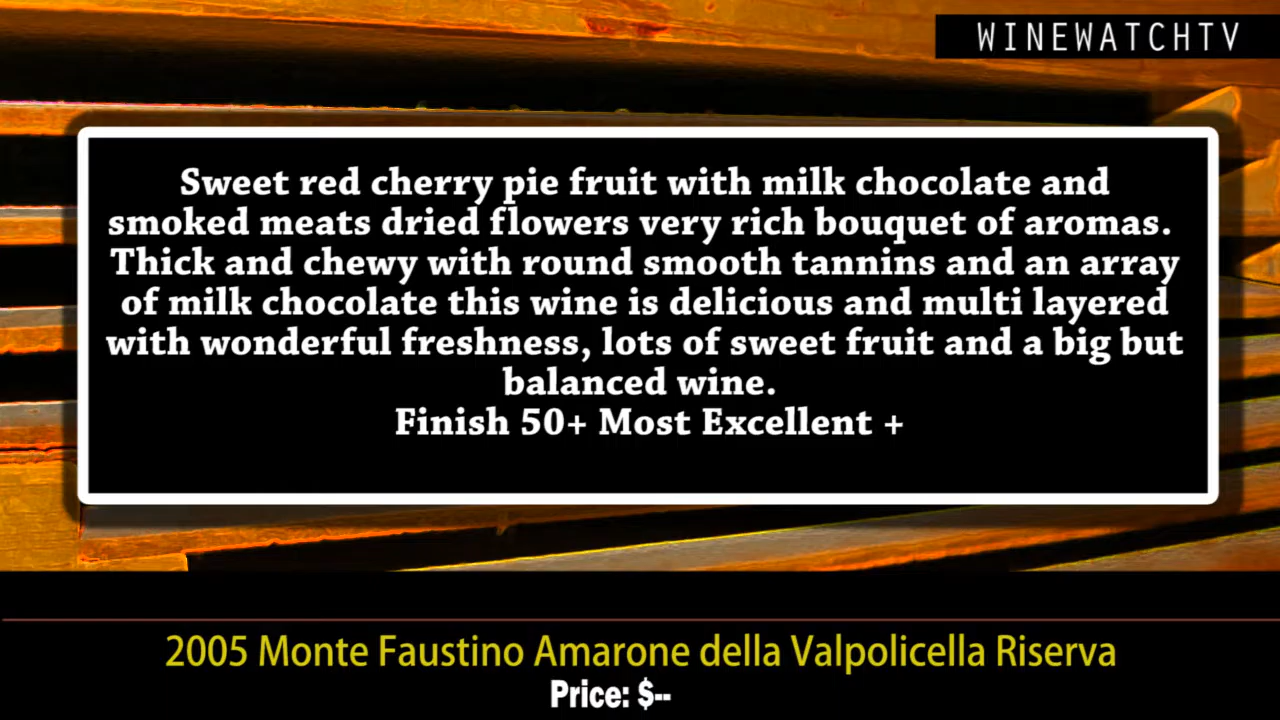 WINEWATCHTV
Sweet red cherry pie fruit with milk chocolate and
smoked meats dried flowers very rich bouquet of aromas.
Thick and chewy with round smooth tannins and an array
of milk chocolate this wine is delicious and multi layered
with wonderful freshness, lots of sweet fruit and a big but
balanced wine.
Finish 50+ Most Excellent +
2005 Monte Faustino Amarone della Valpolicella Riserva
Price: $--